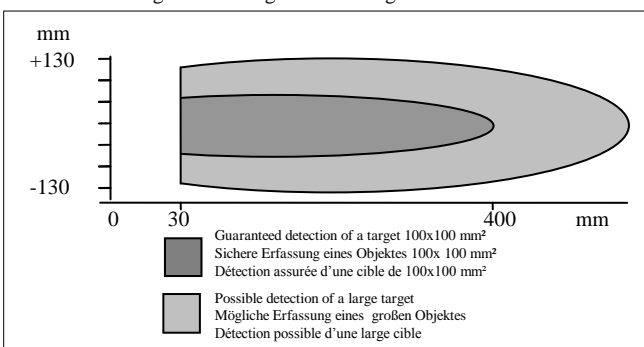 mm
+130
-130
0 30 400 mm
Guaranteed detection of a target 100x100 mm²
Sichere Erfassung eines Objektes 100x 100 mm²
Détection assurée d’une cible de 100x100 mm²
Possible detection of a large target
Mögliche Erfassung eines großen Objektes
Détection possible d’une large cible